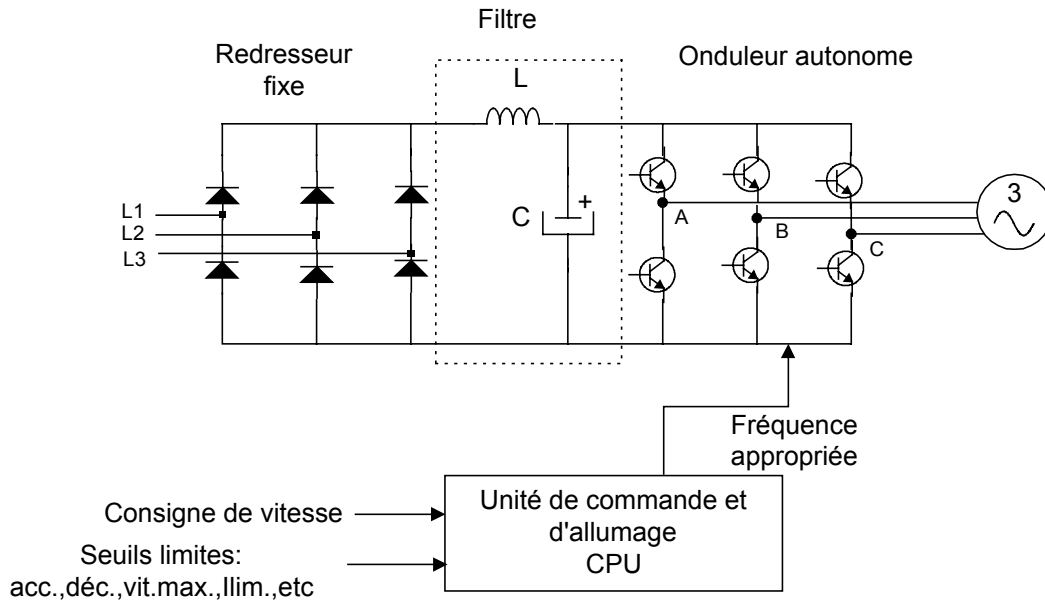 Filtre
Redresseur
fixe
Onduleur autonome
L
L1
L2
L3
C
+
A
B
C
3
Fréquence
appropriée
Consigne de vitesse
Unité de commande et
d'allumage
CPU
Seuils limites:
acc.,déc.,vit.max.,Ilim.,etc